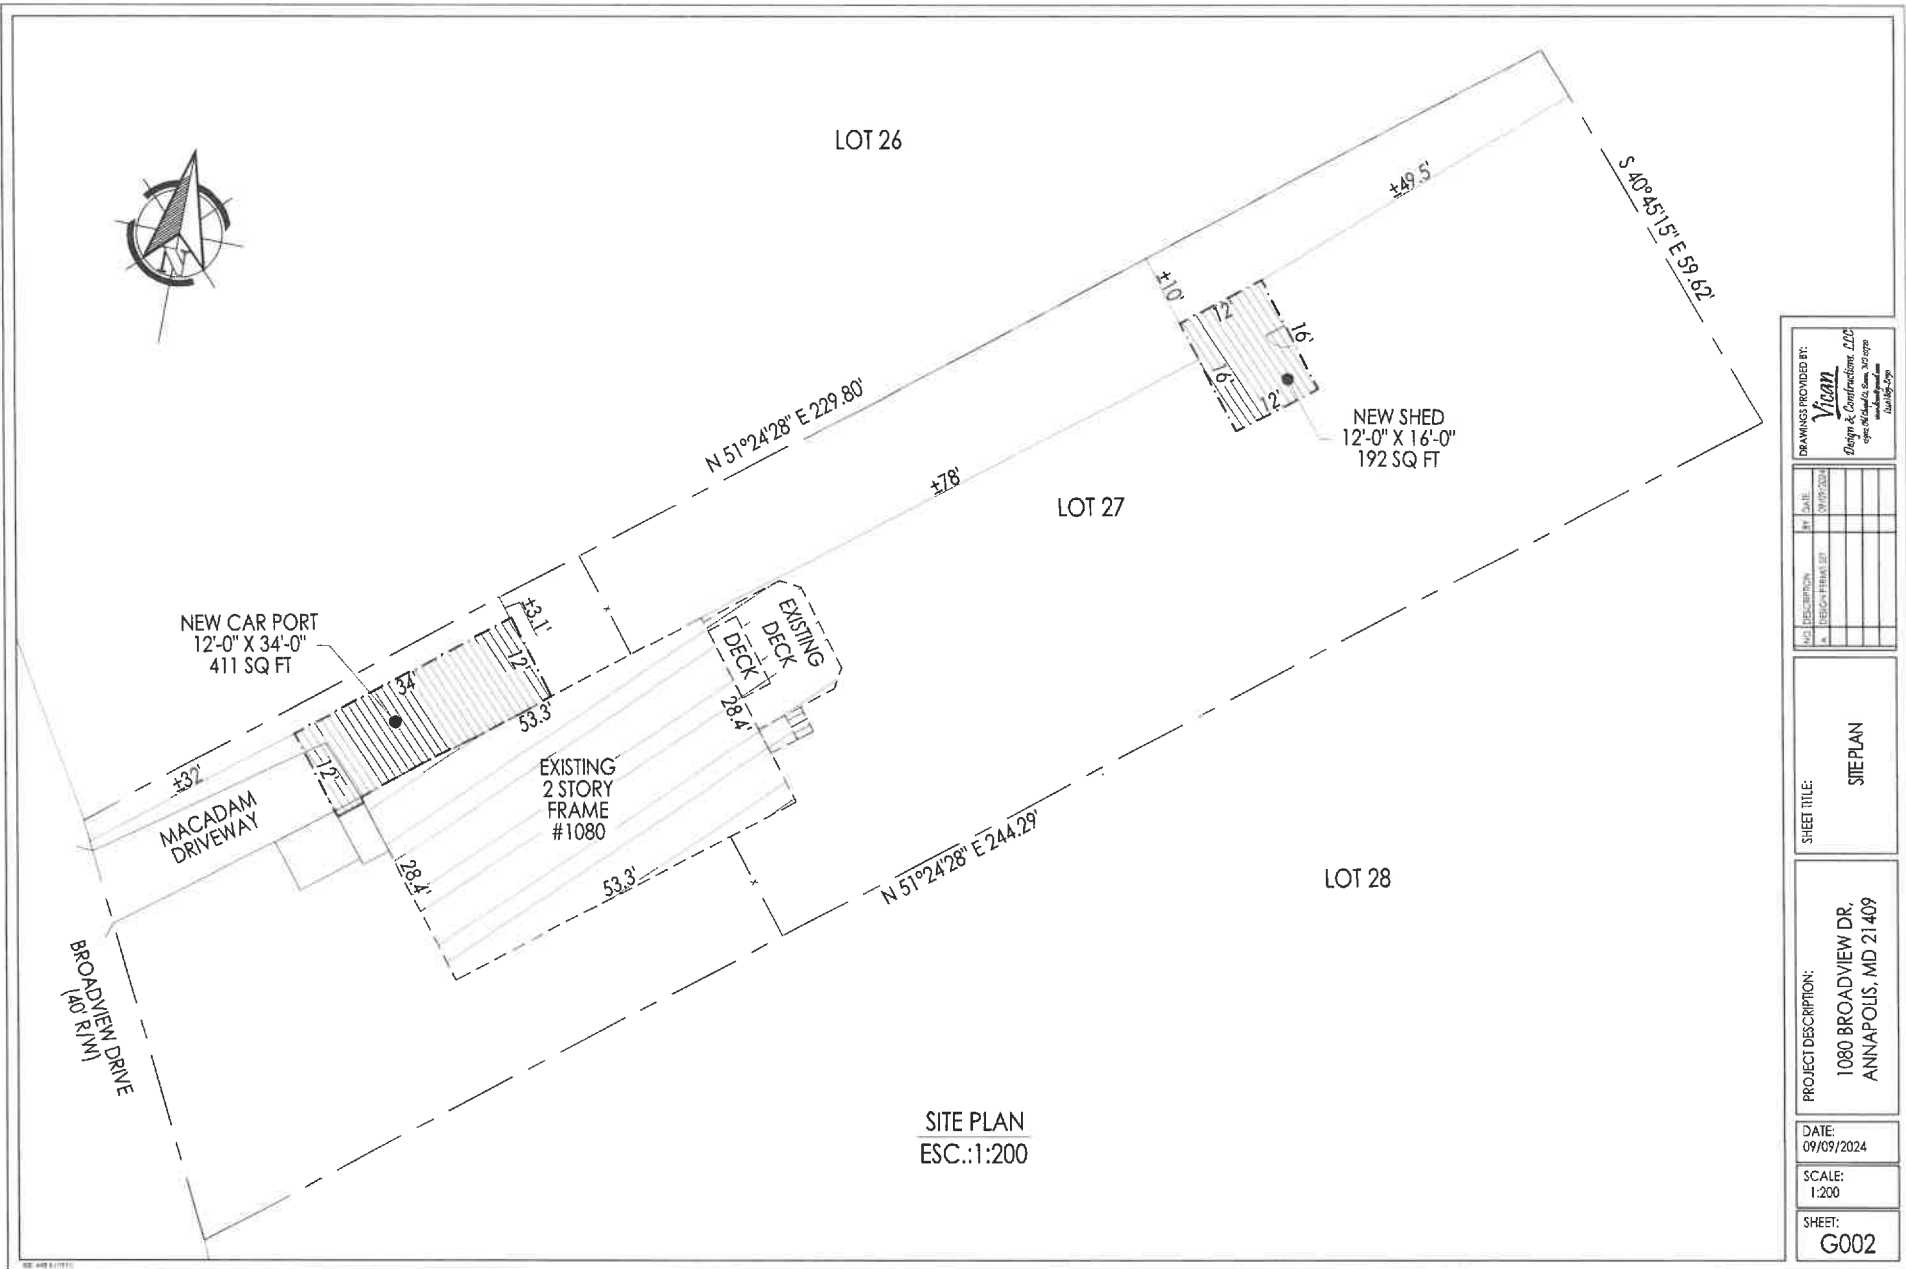 LOT 26
N
±49.5'
S 40°45'15" E 59.62'
±10'
12'
16'
16'
12'
NEW SHED
12'-0" X 16'-0"
192 SQ FT
N 51°24'28" E 229.80'
±78'
LOT 27
NEW CAR PORT
12'-0" X 34'-0"
411 SQ FT
±3.1'
12'
34'
53.3'
12'
±32'
MACADAM
DRIVEWAY
EXISTING
DECK
DECK
28.4'
EXISTING
2 STORY
FRAME
#1080
28.4'
53.3'
N 51°24'28" E 244.29'
LOT 28
BROADVIEW DRIVE
(40' R/W)
SITE PLAN
ESC.:1:200
DRAWINGS PROVIDED BY:
Vican
Design & Constructions, LLC
NO. DESCRIPTION BY DATE
A DESIGN PERMIT SET 09/09/2024
SHEET TITLE:
SITE PLAN
PROJECT DESCRIPTION:
1080 BROADVIEW DR,
ANNAPOLIS, MD 21409
DATE:
09/09/2024
SCALE:
1:200
SHEET:
G002